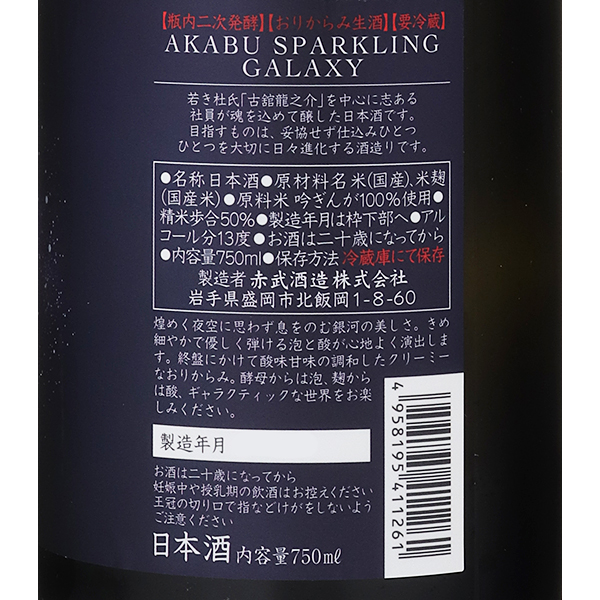 【瓶内二次発酵】【おりからみ生酒】【要冷蔵】
AKABU SPARKLING
GALAXY
若き杜氏「古舘龍之介」を中心に志ある
社員が魂を込めて醸した日本酒です。
目指すものは、妥協せず仕込みひとつ
ひとつを大切に日々進化する酒造りです。
●名称日本酒●原材料名 米(国産)、米麹
(国産米)●原料米 吟ぎんが100%使用●
精米歩合50%●製造年月は枠下部へ●アル
コール分13度●お酒は二十歳になってから
●内容量750ml●保存方法 冷蔵庫にて保存
製造者 赤武酒造株式会社
岩手県盛岡市北飯岡1-8-60
煌めく夜空に思わず息をのむ銀河の美しさ。きめ
細やかで優しく弾ける泡と酸が心地よく演出しま
す。終盤にかけて酸味甘味の調和したクリーミー
なおりからみ。酵母からは泡、麹から
は酸、ギャラクティックな世界をお楽
しみください。
製造年月
お酒は二十歳になってから
妊娠中や授乳期の飲酒はお控えください
王冠の切り口で指などけがをしないよう
ご注意ください
日本酒 内容量750ml
4 958195 411261